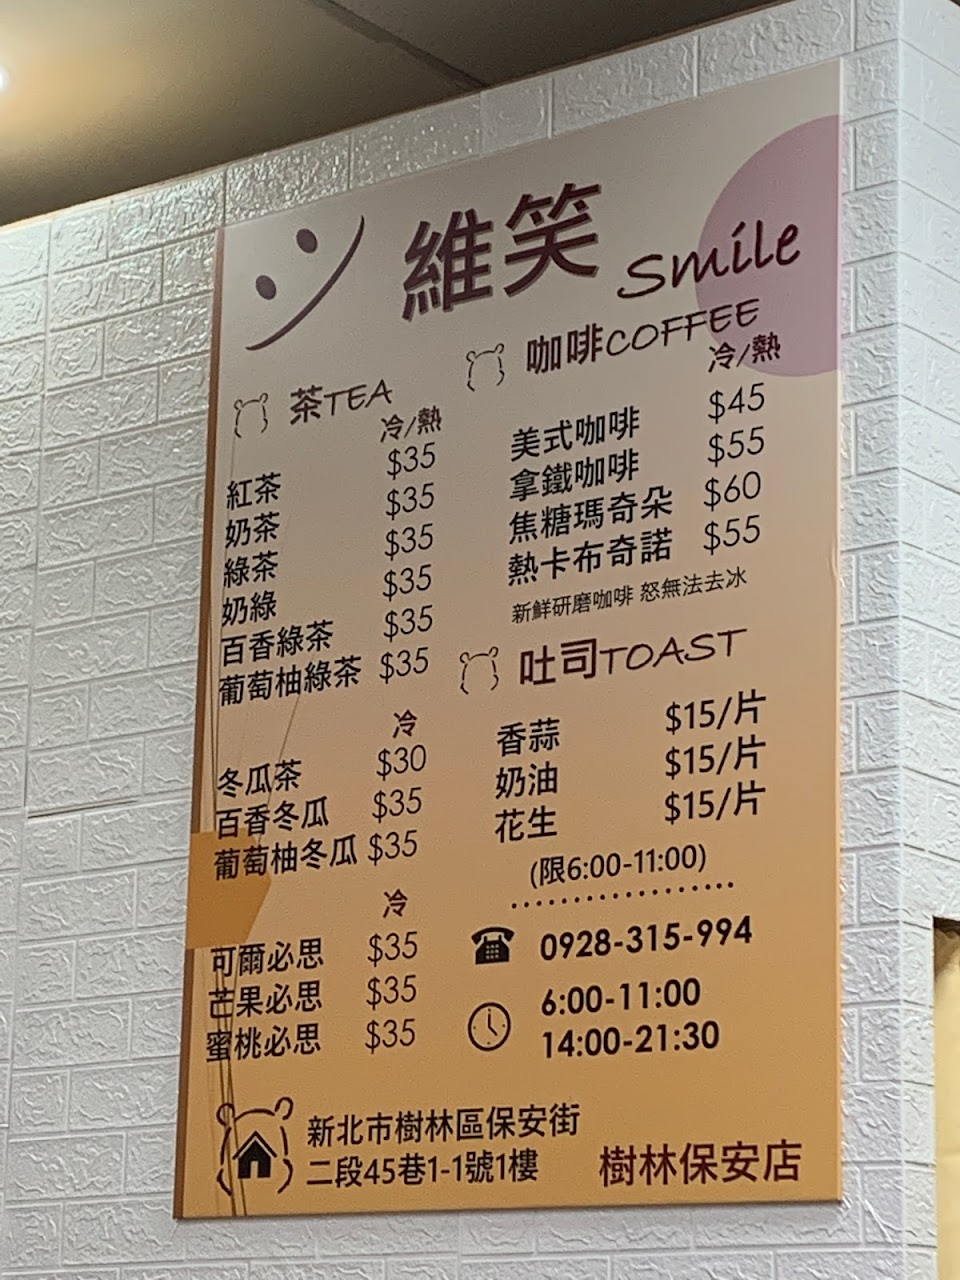 維笑 Smile
茶TEA
冷/熱
紅茶 $35
奶茶 $35
綠茶 $35
奶綠 $35
百香綠茶 $35
葡萄柚綠茶 $35
冷
冬瓜茶 $30
百香冬瓜 $35
葡萄柚冬瓜 $35
冷
可爾必思 $35
芒果必思 $35
蜜桃必思 $35
咖啡COFFEE
冷/熱
美式咖啡 $45
拿鐵咖啡 $55
焦糖瑪奇朵 $60
熱卡布奇諾 $55
新鮮研磨咖啡 怒無法去冰
吐司TOAST
香蒜 $15/片
奶油 $15/片
花生 $15/片
(限6:00-11:00)
0928-315-994
6:00-11:00
14:00-21:30
新北市樹林區保安街
二段45巷1-1號1樓
樹林保安店